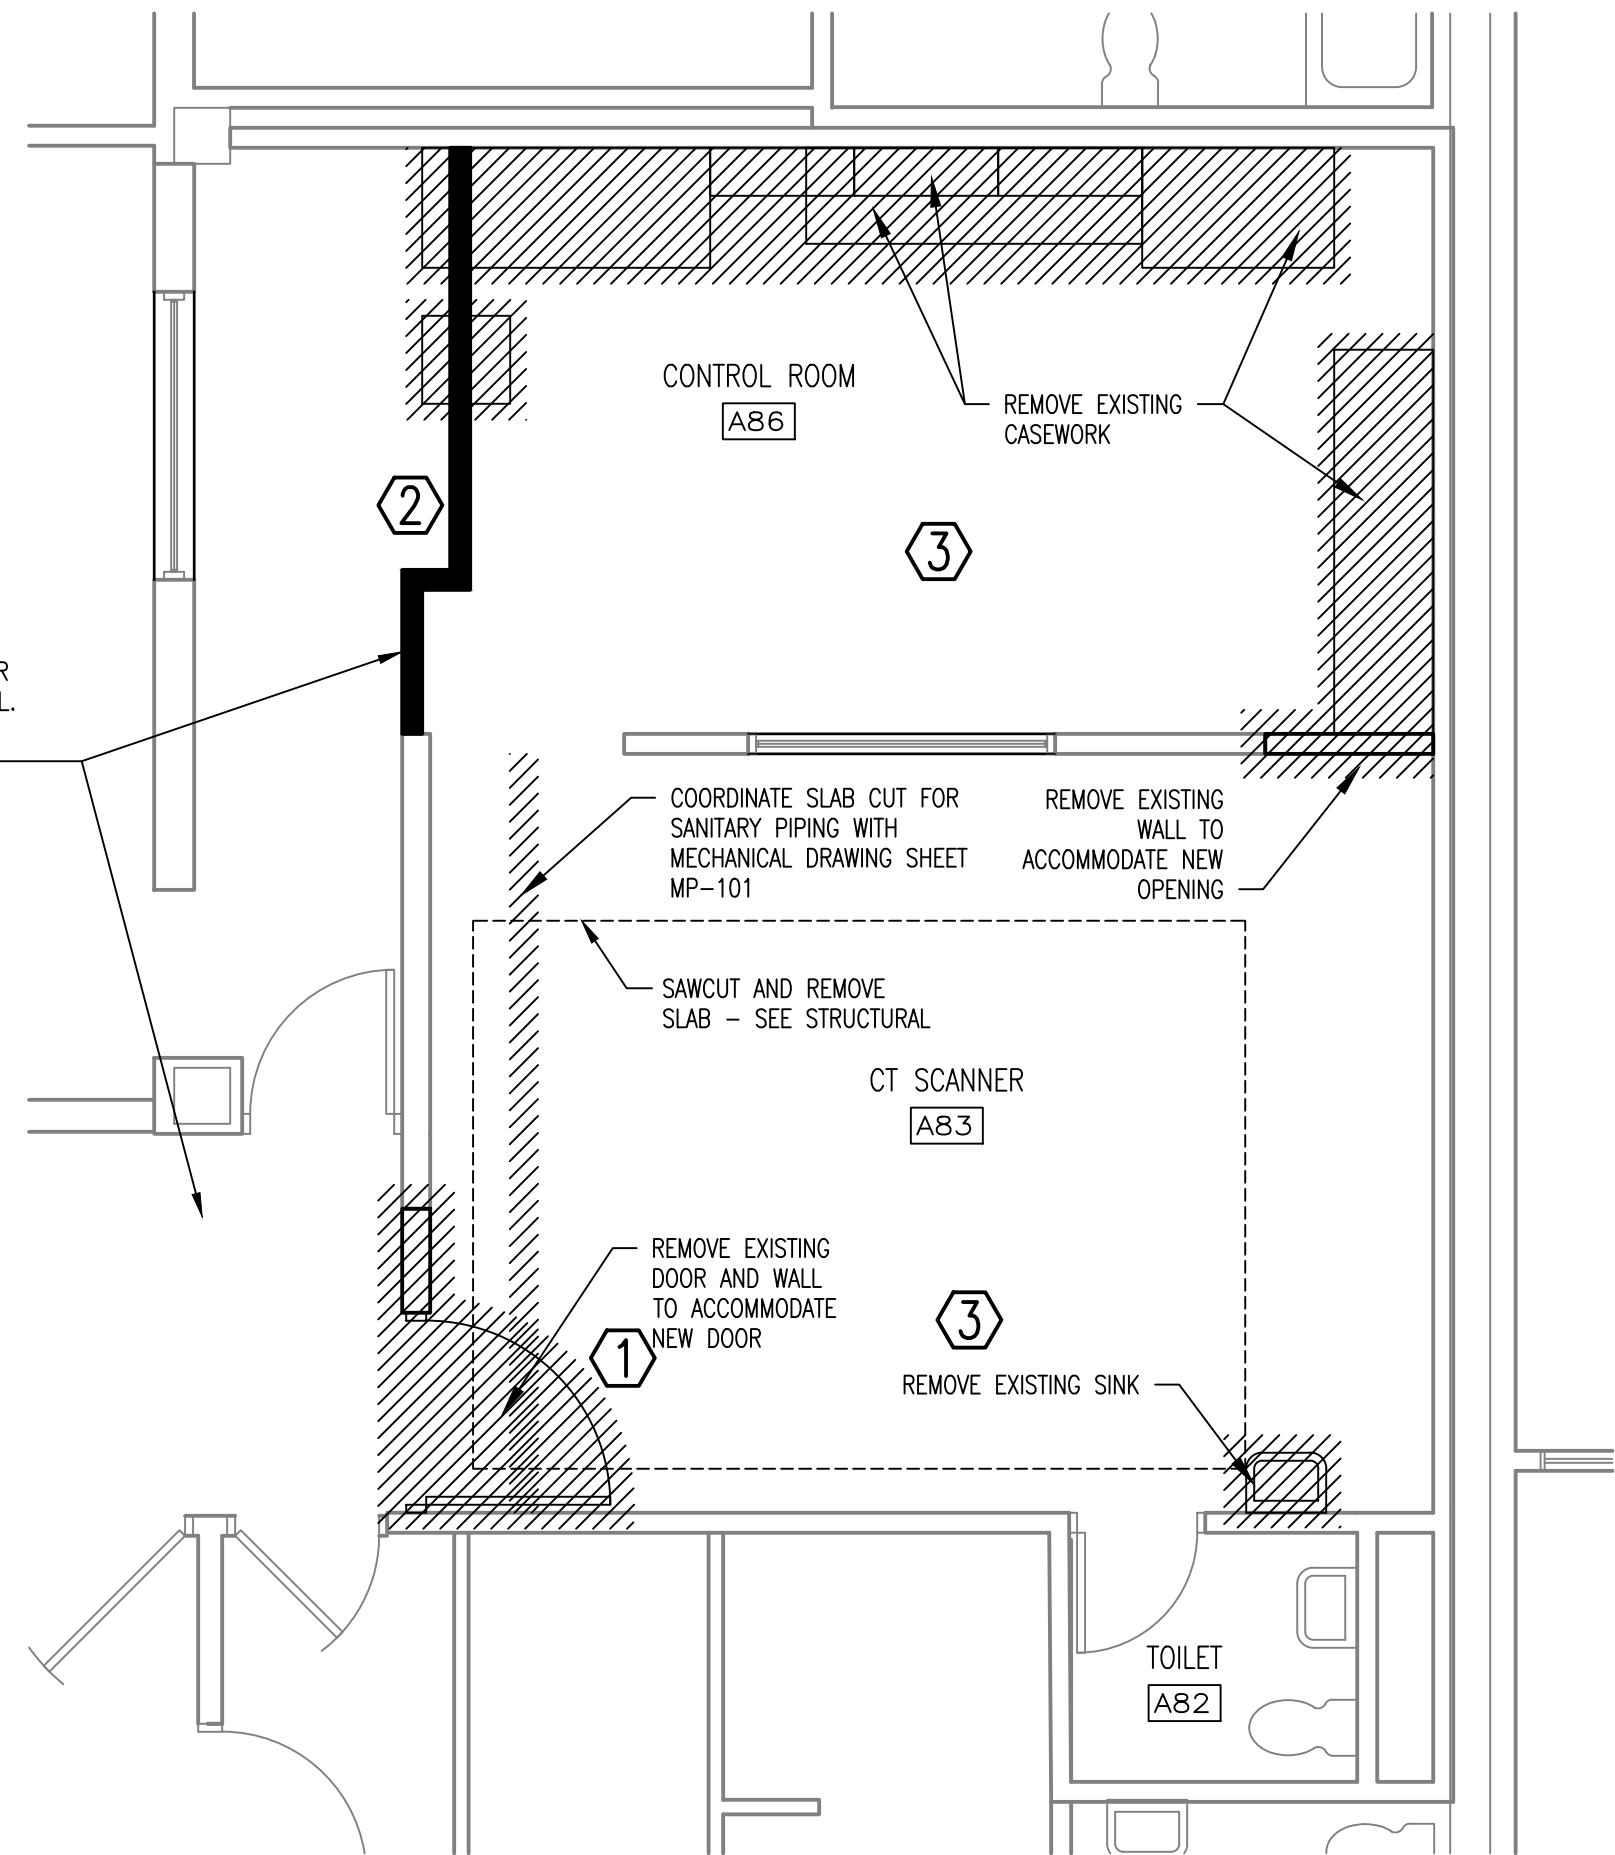 CONTROL ROOM
A86
REMOVE EXISTING
CASEWORK
2
3
R
L.
COORDINATE SLAB CUT FOR
SANITARY PIPING WITH
MECHANICAL DRAWING SHEET
MP-101
REMOVE EXISTING
WALL TO
ACCOMMODATE NEW
OPENING
SAWCUT AND REMOVE
SLAB - SEE STRUCTURAL
CT SCANNER
A83
REMOVE EXISTING
DOOR AND WALL
TO ACCOMMODATE
NEW DOOR
1
3
REMOVE EXISTING SINK
TOILET
A82